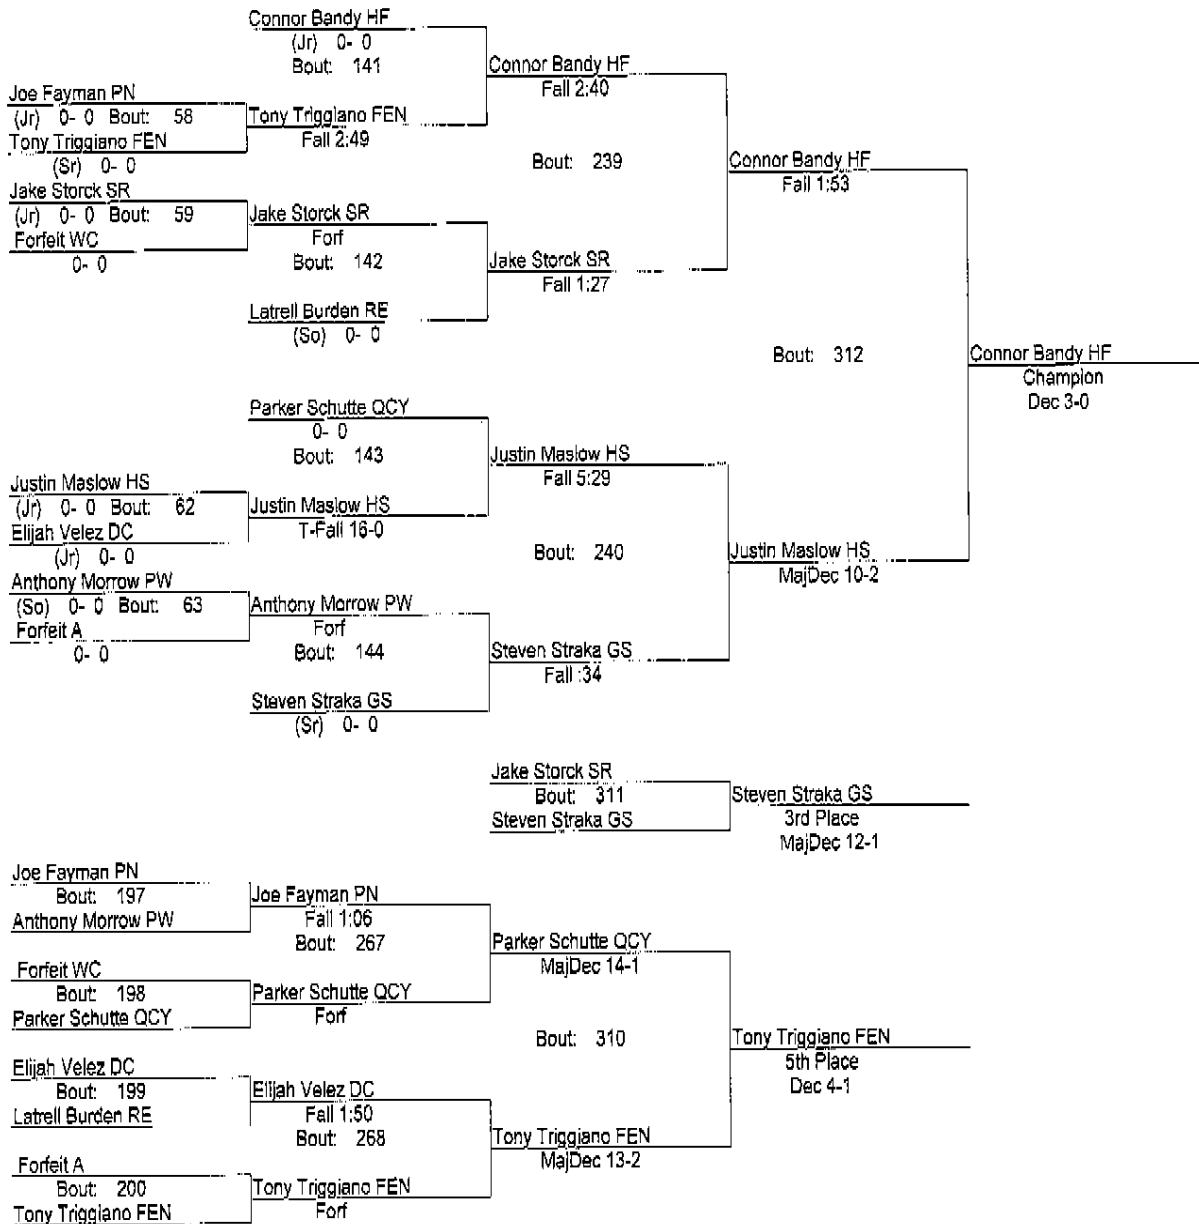 Connor Bandy HF
(Jr) 0- 0
Bout: 141
Connor Bandy HF
Fall 2:40
Joe Fayman PN
(Jr) 0- 0 Bout: 58
Tony Triggiano FEN
Fall 2:49
Tony Triggiano FEN
(Sr) 0- 0
Bout: 239
Connor Bandy HF
Fall 1:53
Jake Storck SR
(Jr) 0- 0 Bout: 59
Jake Storck SR
Forf
Forfeit WC
0- 0
Bout: 142
Jake Storck SR
Fall 1:27
Latrell Burden RE
(So) 0- 0
Bout: 312
Connor Bandy HF
Champion
Dec 3-0
Parker Schutte QCY
0- 0
Bout: 143
Justin Maslow HS
Fall 5:29
Justin Maslow HS
(Jr) 0- 0 Bout: 62
Justin Maslow HS
T-Fall 16-0
Elijah Velez DC
(Jr) 0- 0
Bout: 240
Justin Maslow HS
MajDec 10-2
Anthony Morrow PW
(So) 0- 0 Bout: 63
Anthony Morrow PW
Forf
Forfeit A
0- 0
Bout: 144
Steven Straka GS
Fall :34
Steven Straka GS
(Sr) 0- 0
Jake Storck SR
Bout: 311
Steven Straka GS
Steven Straka GS
3rd Place
MajDec 12-1
Joe Fayman PN
Bout: 197
Anthony Morrow PW
Joe Fayman PN
Fall 1:06
Bout: 267
Parker Schutte QCY
MajDec 14-1
Forfeit WC
Bout: 198
Parker Schutte QCY
Parker Schutte QCY
Forf
Bout: 310
Tony Triggiano FEN
5th Place
Dec 4-1
Elijah Velez DC
Bout: 199
Latrell Burden RE
Elijah Velez DC
Fall 1:50
Bout: 268
Tony Triggiano FEN
MajDec 13-2
Forfeit A
Bout: 200
Tony Triggiano FEN
Tony Triggiano FEN
Forf